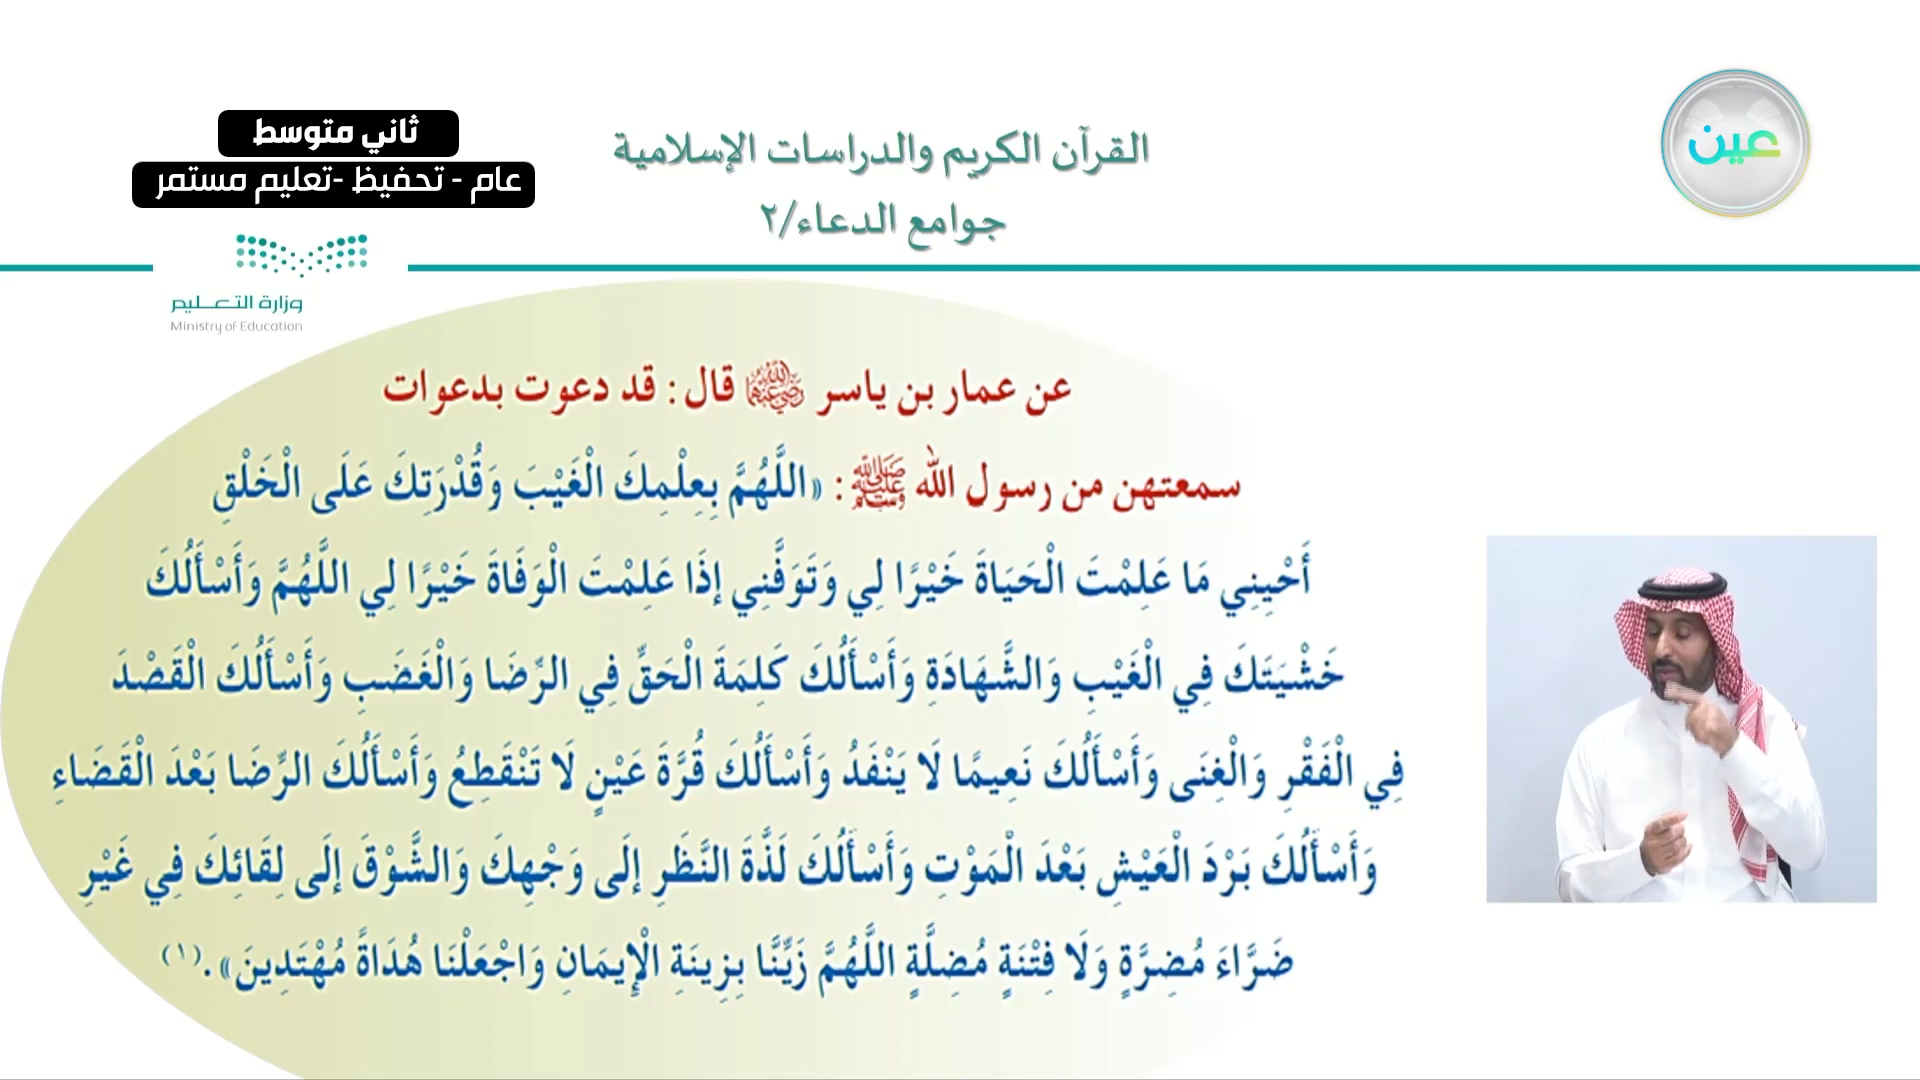 ثاني متوسط
عام - تحفيظ -تعليم مستمر
القرآن الكريم والدراسات الإسلامية
جوامع الدعاء/٢
عين
وزارة التعـــليم
Ministry of Education
عن عمار بن ياسر رضي الله عنهما قال: قد دعوت بدعوات
سمعتهن من رسول الله ﷺ: «اللَّهُمَّ بِعِلْمِكَ الْغَيْبَ وَقُدْرَتِكَ عَلَى الْخَلْقِ
أَحْيِنِي مَا عَلِمْتَ الْحَيَاةَ خَيْرًا لِي وَتَوَفَّنِي إِذَا عَلِمْتَ الْوَفَاةَ خَيْرًا لِي اللَّهُمَّ وَأَسْأَلُكَ
خَشْيَتَكَ فِي الْغَيْبِ وَالشَّهَادَةِ وَأَسْأَلُكَ كَلِمَةَ الْحَقِّ فِي الرِّضَا وَالْغَضَبِ وَأَسْأَلُكَ الْقَصْدَ
فِي الْفَقْرِ وَالْغِنَى وَأَسْأَلُكَ نَعِيمًا لَا يَنْفَدُ وَأَسْأَلُكَ قُرَّةَ عَيْنٍ لَا تَنْقَطِعُ وَأَسْأَلُكَ الرِّضَا بَعْدَ الْقَضَاءِ
وَأَسْأَلُكَ بَرْدَ الْعَيْشِ بَعْدَ الْمَوْتِ وَأَسْأَلُكَ لَذَّةَ النَّظَرِ إِلَى وَجْهِكَ وَالشَّوْقَ إِلَى لِقَائِكَ فِي غَيْرِ
ضَرَّاءَ مُضِرَّةٍ وَلَا فِتْنَةٍ مُضِلَّةٍ اللَّهُمَّ زَيِّنَّا بِزِينَةِ الْإِيمَانِ وَاجْعَلْنَا هُدَاةً مُهْتَدِينَ».(١)